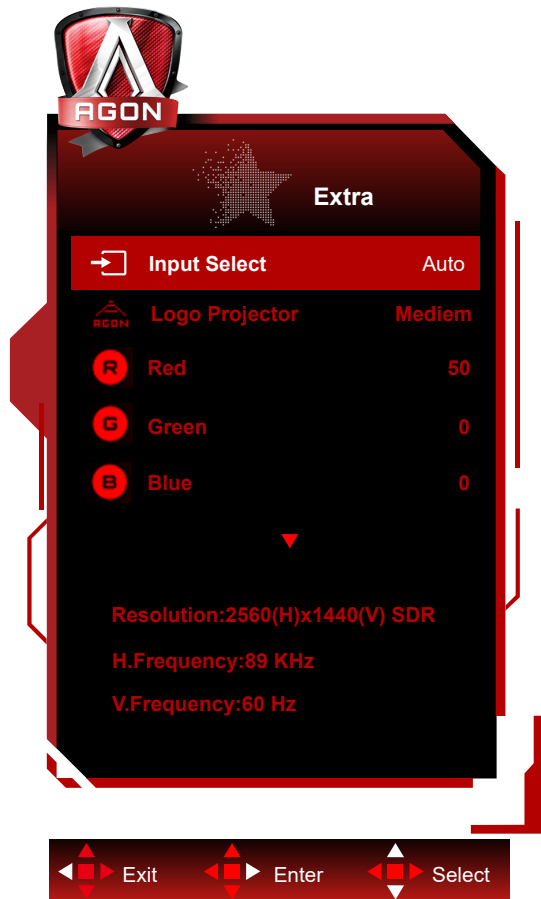 AGON
Extra
Input Select Auto
AGON Logo Projector Mediem
R Red 50
G Green 0
B Blue 0
Resolution:2560(H)x1440(V) SDR
H.Frequency:89 KHz
V.Frequency:60 Hz
Exit Enter Select